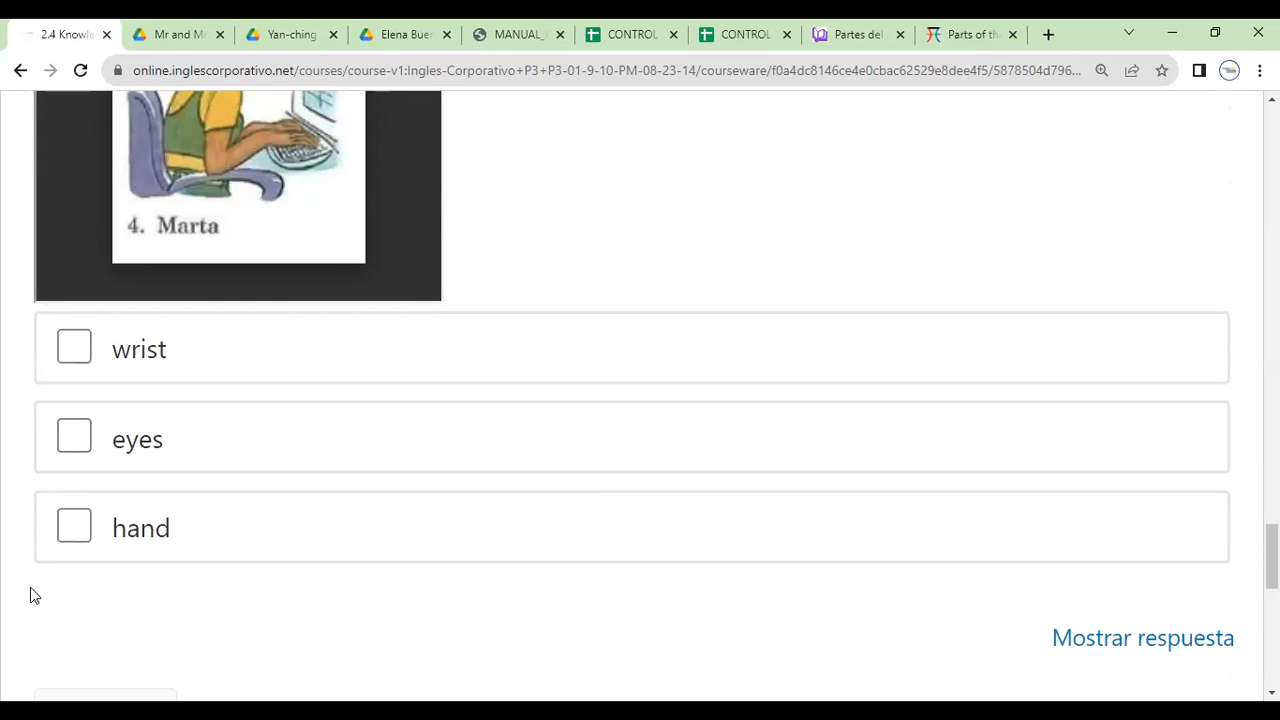 2.4 Knowle
Mr and Mr
Yan-ching
Elena Buer
MANUAL_
CONTROL
CONTROL
Partes del
Parts of th
online.inglescorporativo.net/courses/course-v1:Ingles-Corporativo+P3+P3-01-9-10-PM-08-23-14/courseware/f0a4dc8146ce4e0cbac62529e8dee4f5/5878504d796...
4. Marta
wrist
eyes
hand
Mostrar respuesta